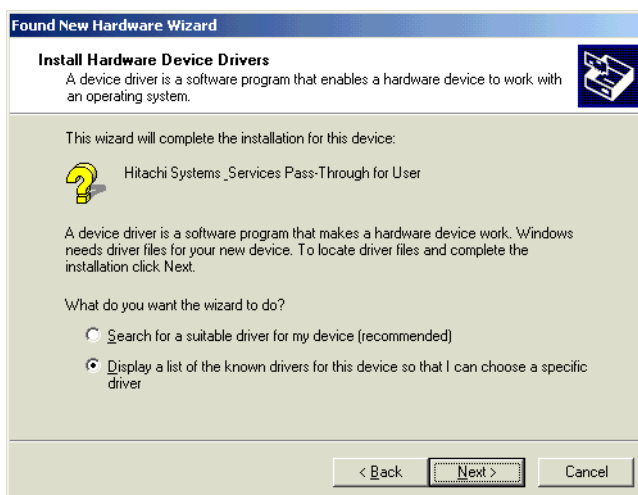 Found New Hardware Wizard
Install Hardware Device Drivers
A device driver is a software program that enables a hardware device to work with
an operating system.
This wizard will complete the installation for this device:
Hitachi Systems_Services Pass-Through for User
A device driver is a software program that makes a hardware device work. Windows
needs driver files for your new device. To locate driver files and complete the
installation click Next.
What do you want the wizard to do?
Search for a suitable driver for my device (recommended)
Display a list of the known drivers for this device so that I can choose a specific
driver
< Back
Next >
Cancel